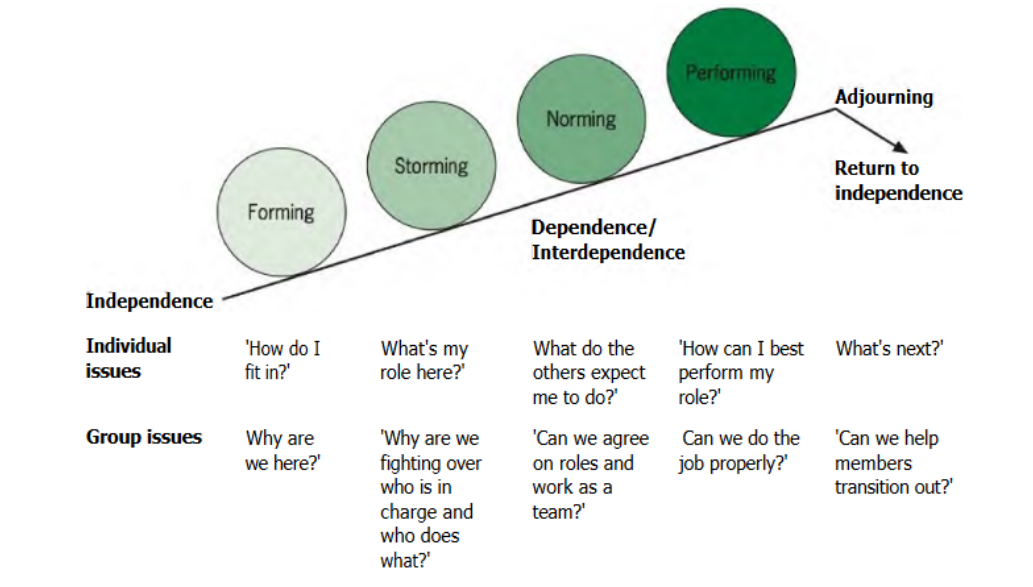 Performing
Norming
Storming
Forming
Adjourning
Return to
independence
Dependence/
Interdependence
Independence
Individual
issues
'How do I
fit in?'
What's my
role here?'
What do the
others expect
me to do?'
'How can I best
perform my
role?'
What's next?'
Group issues
Why are
we here?'
'Why are we
fighting over
who is in
charge and
who does
what?'
'Can we agree
on roles and
work as a
team?'
Can we do the
job properly?'
'Can we help
members
transition out?'